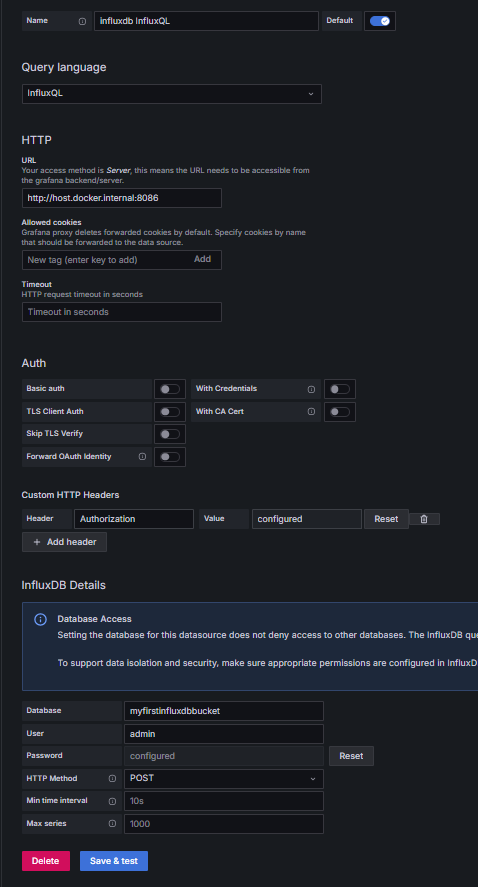 Name influxdb InfluxQL Default
Query language
InfluxQL
HTTP
URL
Your access method is Server, this means the URL needs to be accessible from
the grafana backend/server.
http://host.docker.internal:8086
Allowed cookies
Grafana proxy deletes forwarded cookies by default. Specify cookies by name
that should be forwarded to the data source.
New tag (enter key to add) Add
Timeout
HTTP request timeout in seconds
Timeout in seconds
Auth
Basic auth With Credentials
TLS Client Auth With CA Cert
Skip TLS Verify
Forward OAuth Identity
Custom HTTP Headers
Header Authorization Value configured Reset
+ Add header
InfluxDB Details
Database Access
Setting the database for this datasource does not deny access to other databases. The InfluxDB que
To support data isolation and security, make sure appropriate permissions are configured in InfluxD
Database myfirstinfluxdbbucket
User admin
Password configured Reset
HTTP Method POST
Min time interval 10s
Max series 1000
Delete Save & test